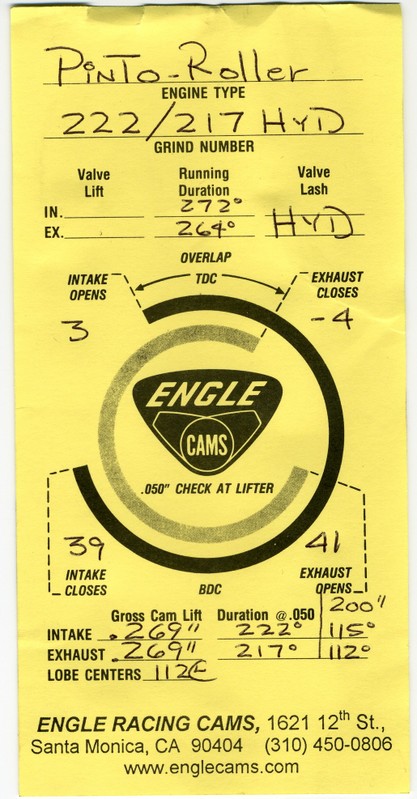 PinTo-Roller
ENGINE TYPE
222/217 HYD
GRIND NUMBER
Valve Lift Running Duration Valve Lash
IN. 272°
EX. 264° HYD
OVERLAP
INTAKE OPENS TDC EXHAUST CLOSES
3 -4
ENGLE
CAMS
.050" CHECK AT LIFTER
39 41
INTAKE CLOSES BDC EXHAUST OPENS
200"
Gross Cam Lift Duration @ .050
INTAKE .269" 222° 115°
EXHAUST .269" 217° 112°
LOBE CENTERS 112
ENGLE RACING CAMS, 1621 12th St.,
Santa Monica, CA 90404 (310) 450-0806
www.englecams.com